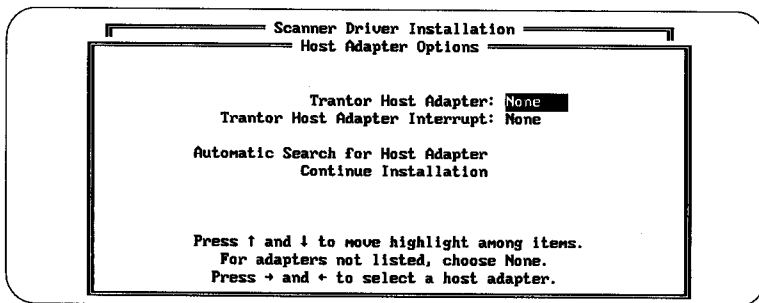 Scanner Driver Installation
Host Adapter Options
Trantor Host Adapter: None
Trantor Host Adapter Interrupt: None
Automatic Search for Host Adapter
Continue Installation
Press ↑ and ↓ to move highlight among items.
For adapters not listed, choose None.
Press → and ← to select a host adapter.